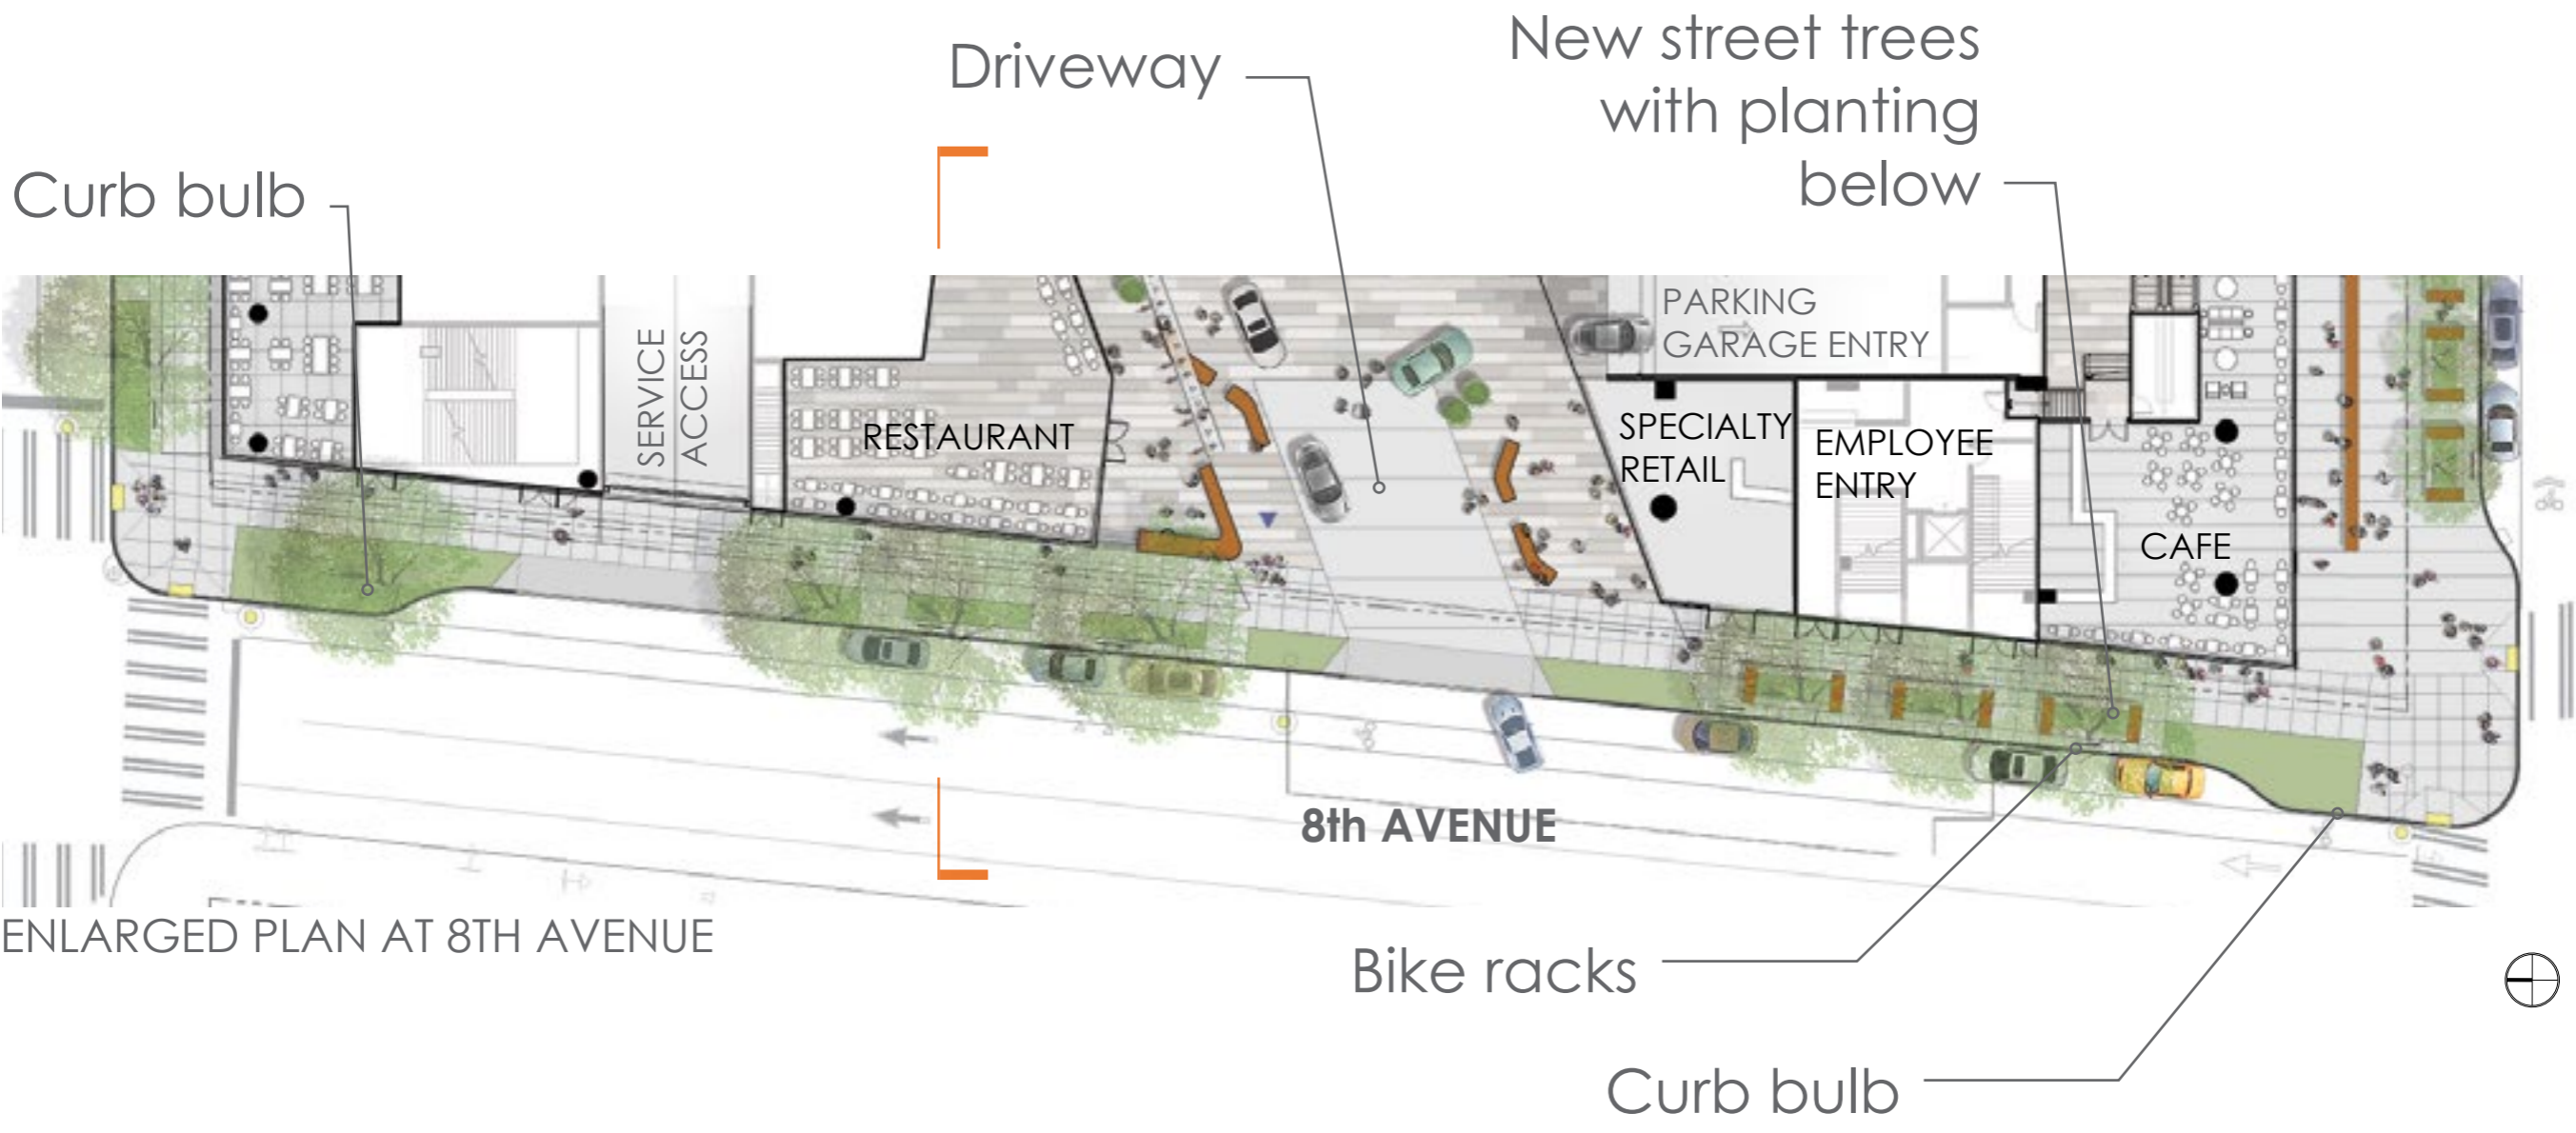 Driveway
New street trees
with planting
below
Curb bulb
SERVICE
ACCESS
RESTAURANT
PARKING
GARAGE ENTRY
SPECIALTY
RETAIL
EMPLOYEE
ENTRY
CAFE
8th AVENUE
ENLARGED PLAN AT 8TH AVENUE
Bike racks
Curb bulb